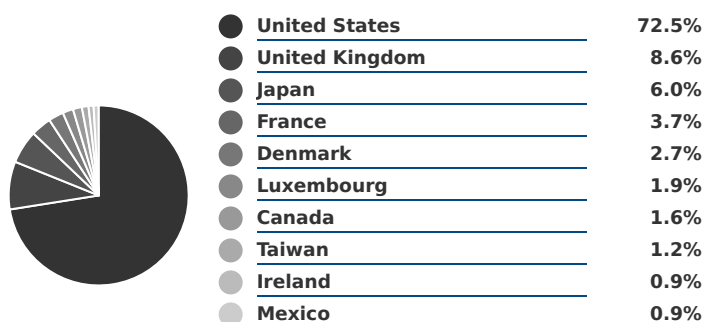 United States 72.5%
United Kingdom 8.6%
Japan 6.0%
France 3.7%
Denmark 2.7%
Luxembourg 1.9%
Canada 1.6%
Taiwan 1.2%
Ireland 0.9%
Mexico 0.9%